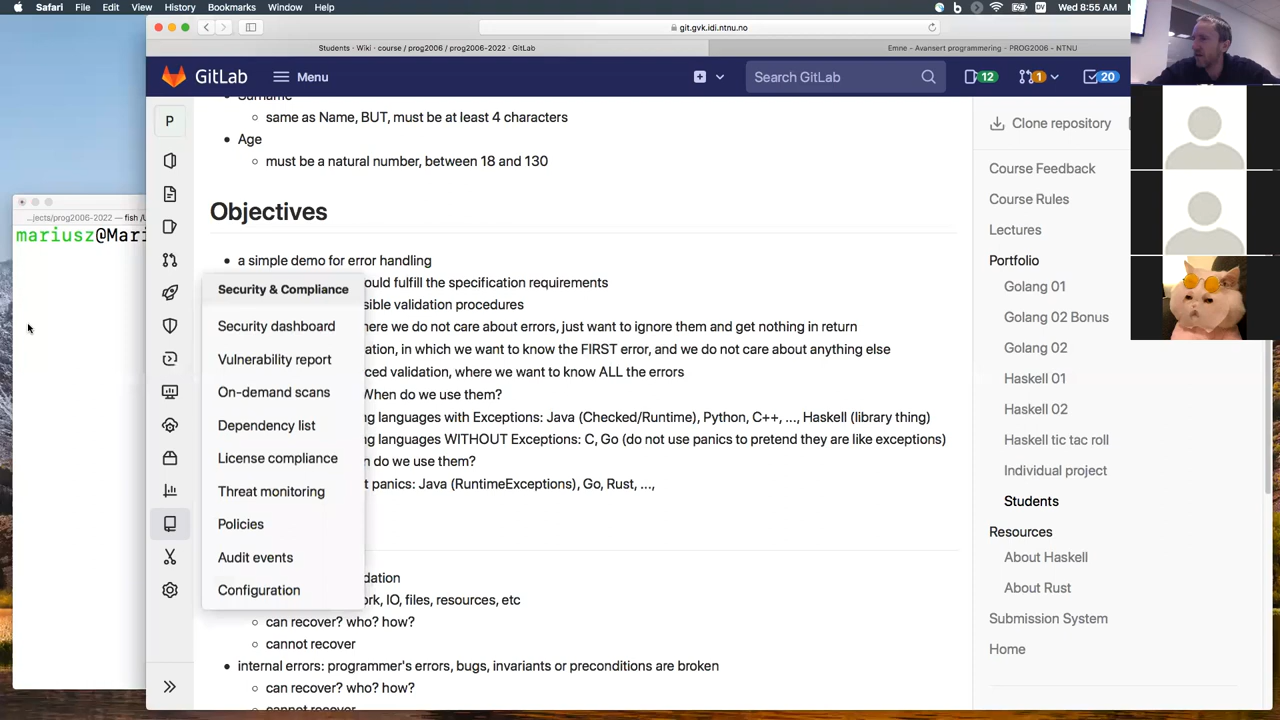 Safari File Edit View History Bookmarks Window Help
DV Wed 8:55 AM
git.gvk.idi.ntnu.no
Students · Wiki · course / prog2006 / prog2006-2022 · GitLab
Emne - Avansert programmering - PROG2006 - NTNU
GitLab Menu Search GitLab 12 1 20
Surname
same as Name, BUT, must be at least 4 characters
Age
must be a natural number, between 18 and 130
Objectives
a simple demo for error handling
ould fulfill the specification requirements
sible validation procedures
here we do not care about errors, just want to ignore them and get nothing in return
ation, in which we want to know the FIRST error, and we do not care about anything else
ced validation, where we want to know ALL the errors
When do we use them?
ng languages with Exceptions: Java (Checked/Runtime), Python, C++, ..., Haskell (library thing)
ng languages WITHOUT Exceptions: C, Go (do not use panics to pretend they are like exceptions)
n do we use them?
t panics: Java (RuntimeExceptions), Go, Rust, ...,
dation
ork, IO, files, resources, etc
can recover? who? how?
cannot recover
internal errors: programmer's errors, bugs, invariants or preconditions are broken
can recover? who? how?
cannot recover
P
Security & Compliance
Security dashboard
Vulnerability report
On-demand scans
Dependency list
License compliance
Threat monitoring
Policies
Audit events
Configuration
Clone repository
Course Feedback
Course Rules
Lectures
Portfolio
Golang 01
Golang 02 Bonus
Golang 02
Haskell 01
Haskell 02
Haskell tic tac roll
Individual project
Students
Resources
About Haskell
About Rust
Submission System
Home
...jects/prog2006-2022 — fish /U
mariusz@Mari